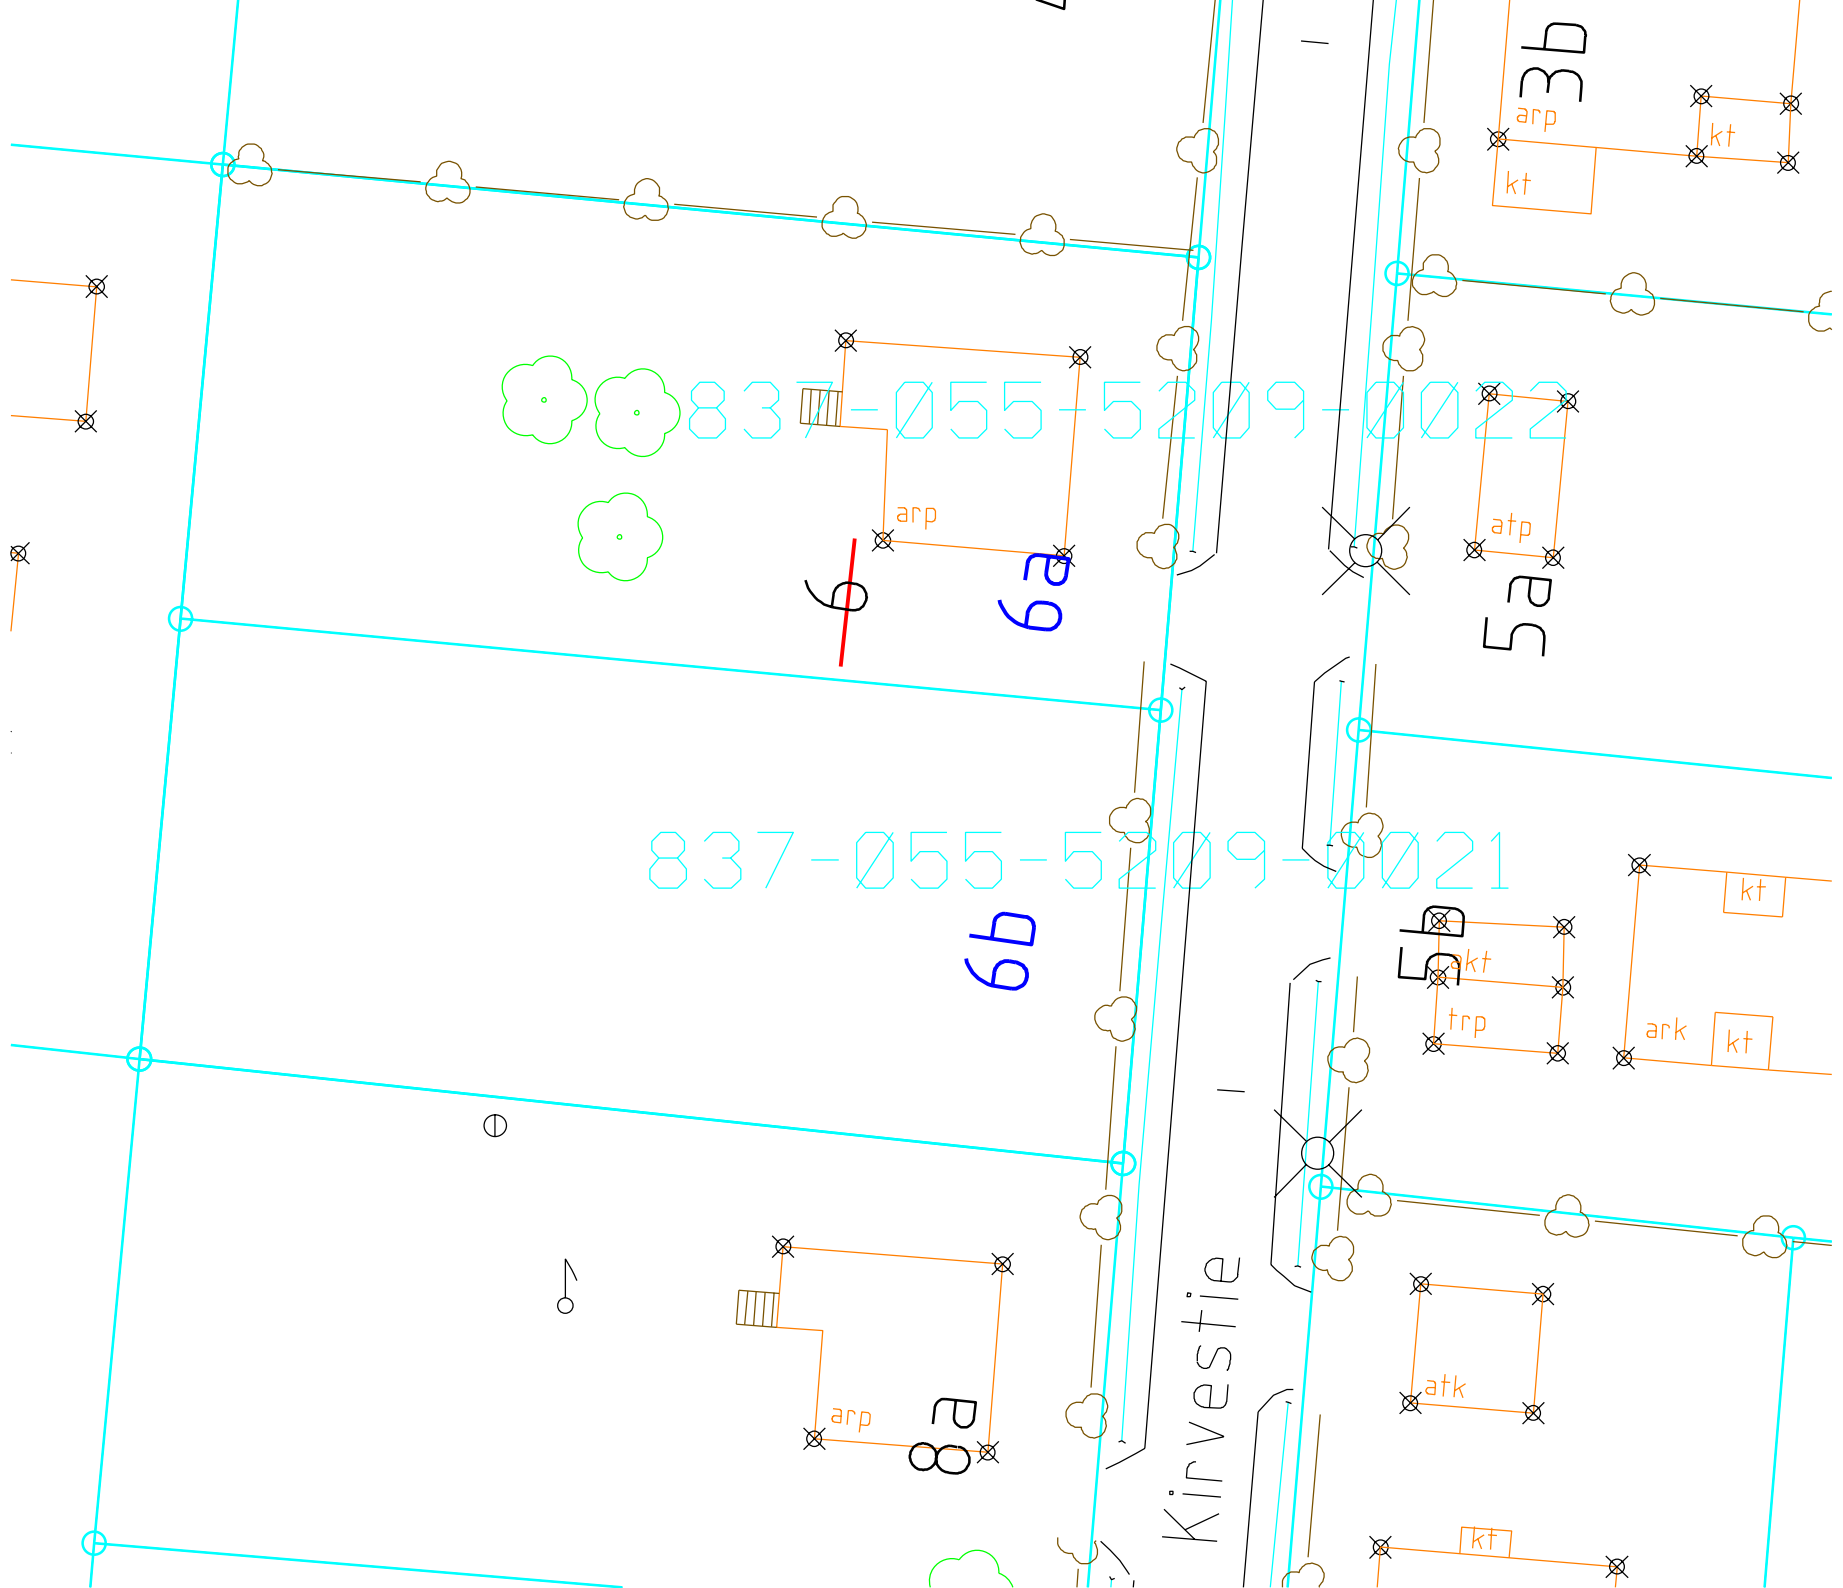 3b
arp
kt
kt
837-055-5209-0022
arp
atp
6
6a
5a
837-055-5209-0021
kt
6b
5b
akt
trp
ark
kt
Kirvestie
atk
arp
8a
kt